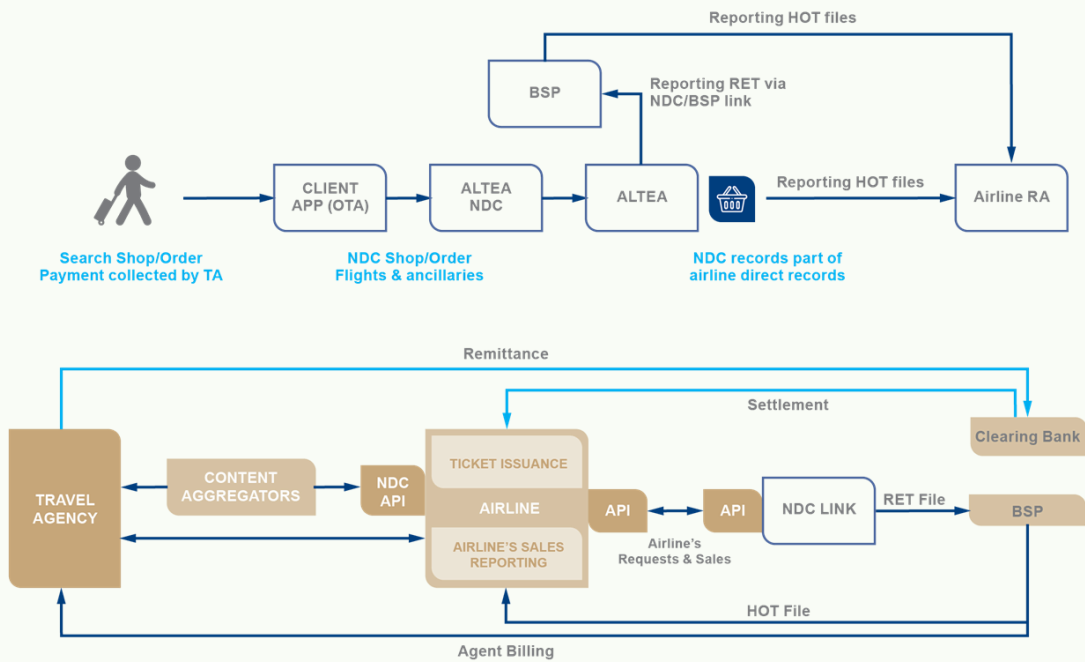 Reporting HOT files
BSP
Reporting RET via
NDC/BSP link
CLIENT
APP (OTA)
ALTEA
NDC
ALTEA
Reporting HOT files
Airline RA
Search Shop/Order
Payment collected by TA
NDC Shop/Order
Flights & ancillaries
NDC records part of
airline direct records
Remittance
Settlement
Clearing Bank
TRAVEL
AGENCY
CONTENT
AGGREGATORS
NDC
API
TICKET ISSUANCE
AIRLINE
AIRLINE'S SALES
REPORTING
API
Airline's
Requests & Sales
API
NDC LINK
RET File
BSP
HOT File
Agent Billing